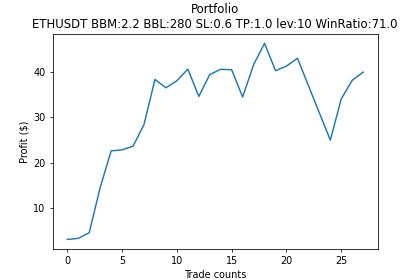 Portfolio
ETHUSDT BBM:2.2 BBL:280 SL:0.6 TP:1.0 lev:10 WinRatio:71.0
40
30
20
10
Profit ($)
0 5 10 15 20 25
Trade counts